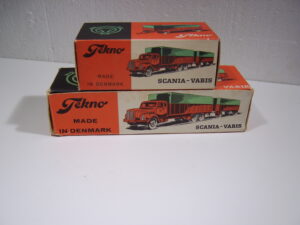 Tekno
MADE
IN DENMARK
SCANIA-VABIS
Tekno
MADE
IN DENMARK
SCANIA-VABIS